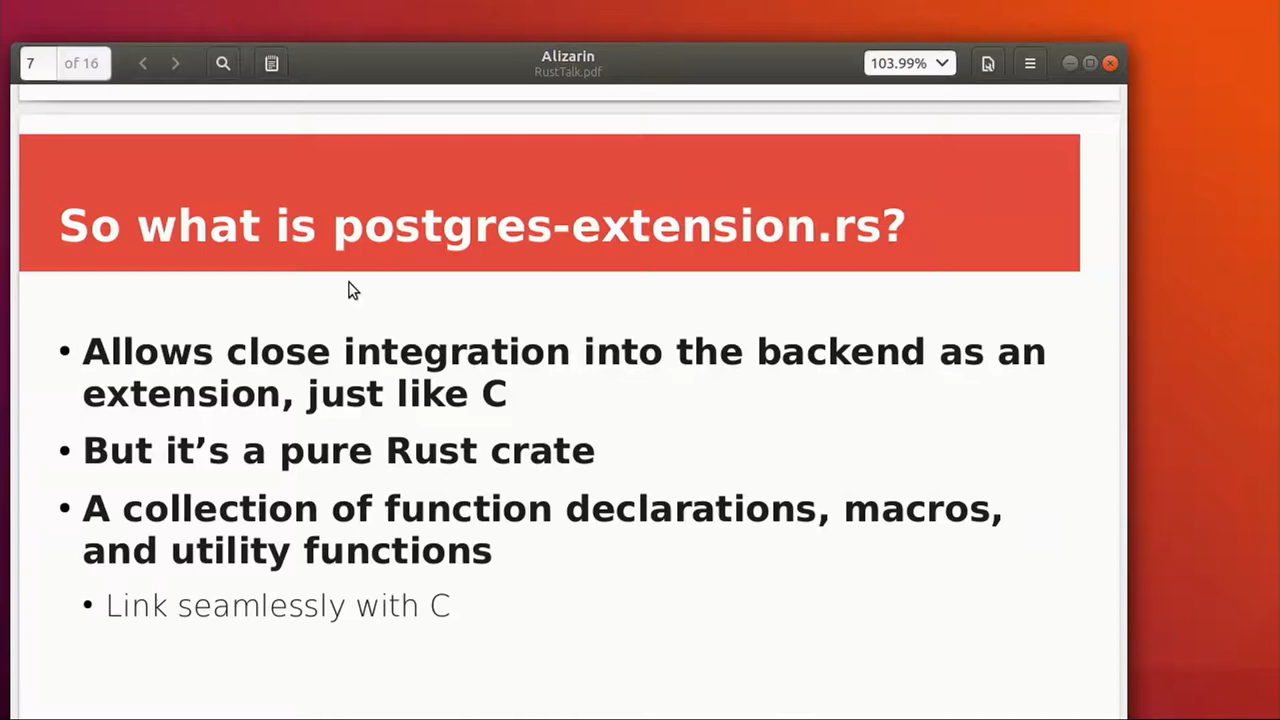 7 of 16
Alizarin
RustTalk.pdf
103.99%
So what is postgres-extension.rs?
• Allows close integration into the backend as an
extension, just like C
• But it’s a pure Rust crate
• A collection of function declarations, macros,
and utility functions
• Link seamlessly with C